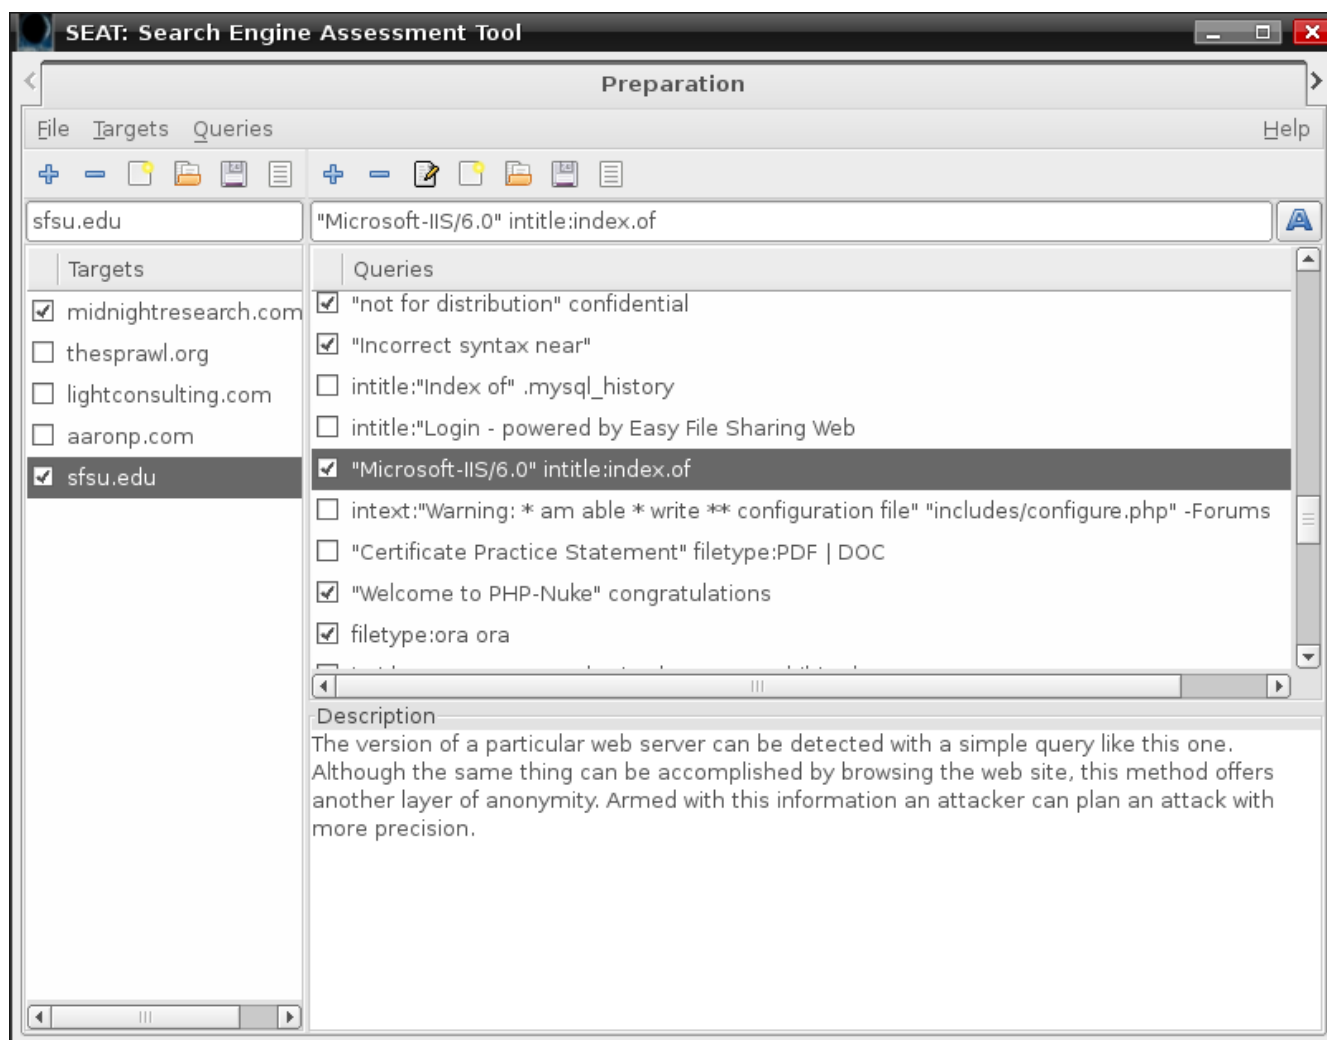 SEAT: Search Engine Assessment Tool
Preparation
File Targets Queries Help
sfsu.edu
"Microsoft-IIS/6.0" intitle:index.of
Targets
midnightresearch.com
thesprawl.org
lightconsulting.com
aaronp.com
sfsu.edu
Queries
"not for distribution" confidential
"Incorrect syntax near"
intitle:"Index of" .mysql_history
intitle:"Login - powered by Easy File Sharing Web
"Microsoft-IIS/6.0" intitle:index.of
intext:"Warning: * am able * write ** configuration file" "includes/configure.php" -Forums
"Certificate Practice Statement" filetype:PDF | DOC
"Welcome to PHP-Nuke" congratulations
filetype:ora ora
Description
The version of a particular web server can be detected with a simple query like this one.
Although the same thing can be accomplished by browsing the web site, this method offers
another layer of anonymity. Armed with this information an attacker can plan an attack with
more precision.